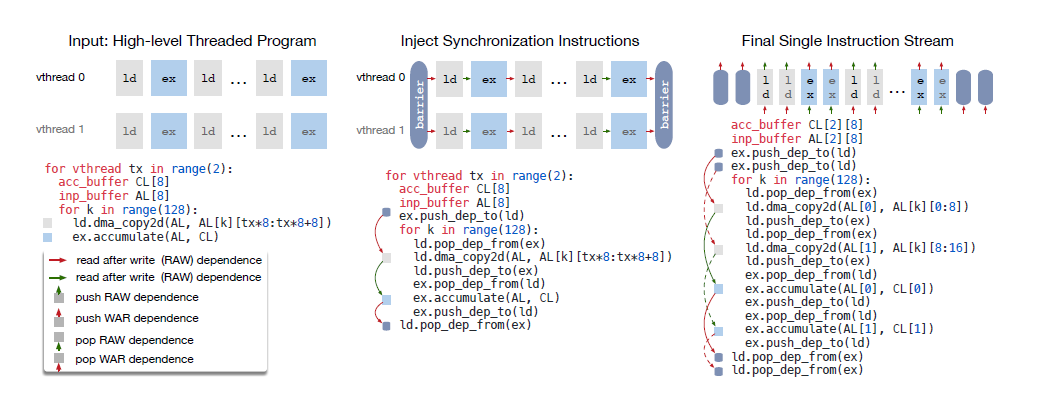 Input: High-level Threaded Program
vthread 0
ld ex ld ld ... ld ex
vthread 1
ld ex ld ld ... ld ex
for vthread tx in range(2):
acc_buffer CL[8]
inp_buffer AL[8]
for k in range(128):
ld.dma_copy2d(AL, AL[k][tx*8:tx*8+8])
ex.accumulate(AL, CL)
read after write (RAW) dependence
read after write (RAW) dependence
push RAW dependence
push WAR dependence
pop RAW dependence
pop WAR dependence
Inject Synchronization Instructions
vthread 0
barrier
ld ex ld ld ... ld ex
barrier
vthread 1
ld ex ld ld ... ld ex
for vthread tx in range(2):
acc_buffer CL[8]
inp_buffer AL[8]
ex.push_dep_to(ld)
for k in range(128):
ld.pop_dep_from(ex)
ld.dma_copy2d(AL, AL[k][tx*8:tx*8+8])
ld.push_dep_to(ex)
ex.pop_dep_from(ld)
ex.accumulate(AL, CL)
ex.push_dep_to(ld)
ld.pop_dep_from(ex)
Final Single Instruction Stream
ld ld ex ex ld ld ... ex ex
acc_buffer CL[2][8]
inp_buffer AL[2][8]
ex.push_dep_to(ld)
ex.push_dep_to(ld)
for k in range(128):
ld.pop_dep_from(ex)
ld.dma_copy2d(AL[0], AL[k][0:8])
ld.push_dep_to(ex)
ld.pop_dep_from(ex)
ld.dma_copy2d(AL[1], AL[k][8:16])
ld.push_dep_to(ex)
ex.pop_dep_from(ld)
ex.accumulate(AL[0], CL[0])
ex.push_dep_to(ld)
ex.pop_dep_from(ld)
ex.accumulate(AL[1], CL[1])
ex.push_dep_to(ld)
ld.pop_dep_from(ex)
ld.pop_dep_from(ex)